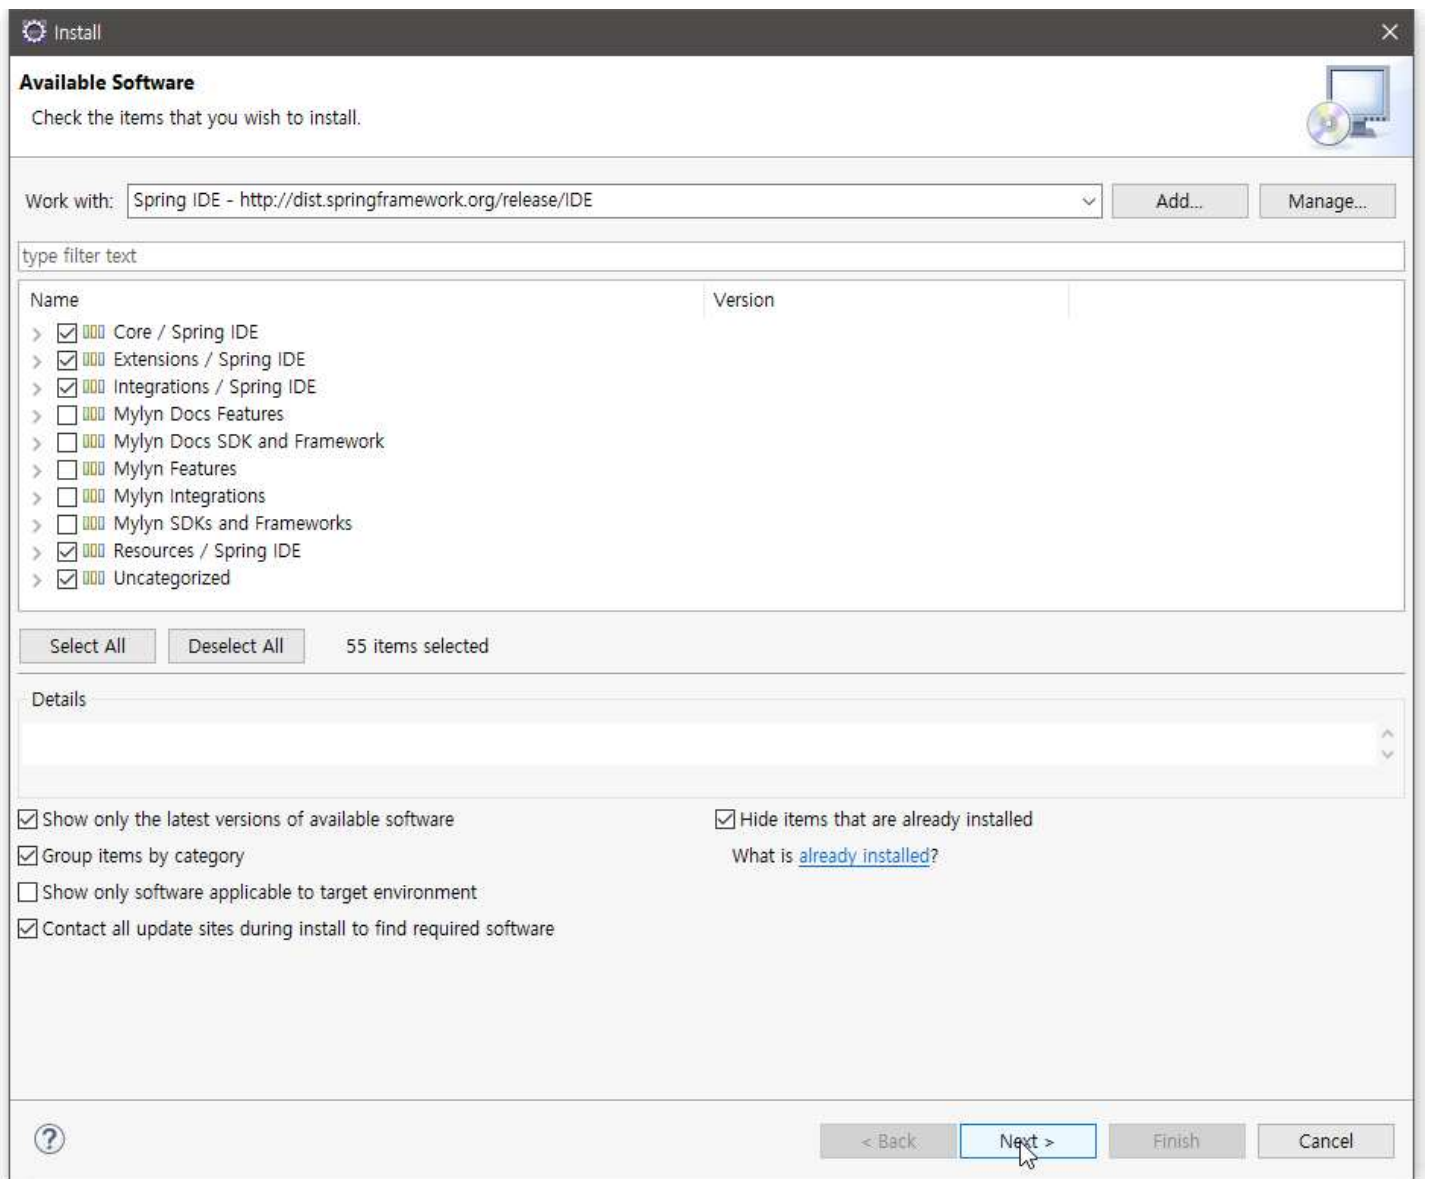 Install
Available Software
Check the items that you wish to install.
Work with: Spring IDE - http://dist.springframework.org/release/IDE Add... Manage...
type filter text
Name Version
Core / Spring IDE
Extensions / Spring IDE
Integrations / Spring IDE
Mylyn Docs Features
Mylyn Docs SDK and Framework
Mylyn Features
Mylyn Integrations
Mylyn SDKs and Frameworks
Resources / Spring IDE
Uncategorized
Select All Deselect All 55 items selected
Details
Show only the latest versions of available software Hide items that are already installed
Group items by category What is already installed?
Show only software applicable to target environment
Contact all update sites during install to find required software
? < Back Next > Finish Cancel